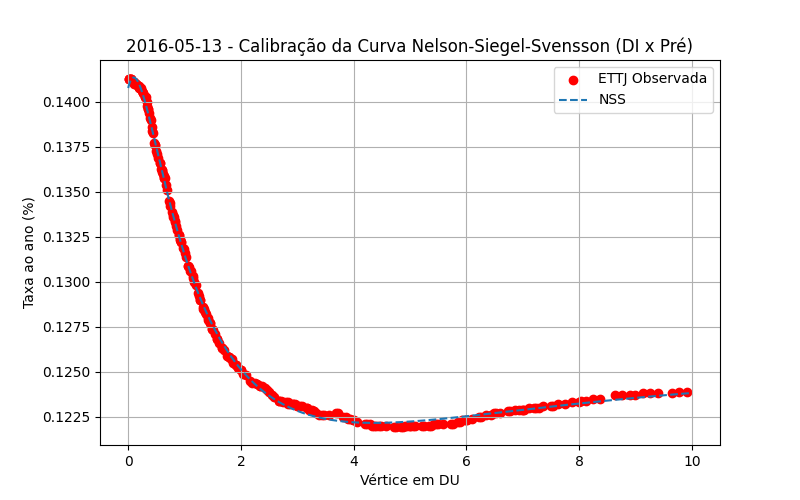 2016-05-13 - Calibração da Curva Nelson-Siegel-Svensson (DI x Pré)
ETTJ Observada
NSS
Taxa ao ano (%)
0.1400
0.1375
0.1350
0.1325
0.1300
0.1275
0.1250
0.1225
0 2 4 6 8 10
Vértice em DU